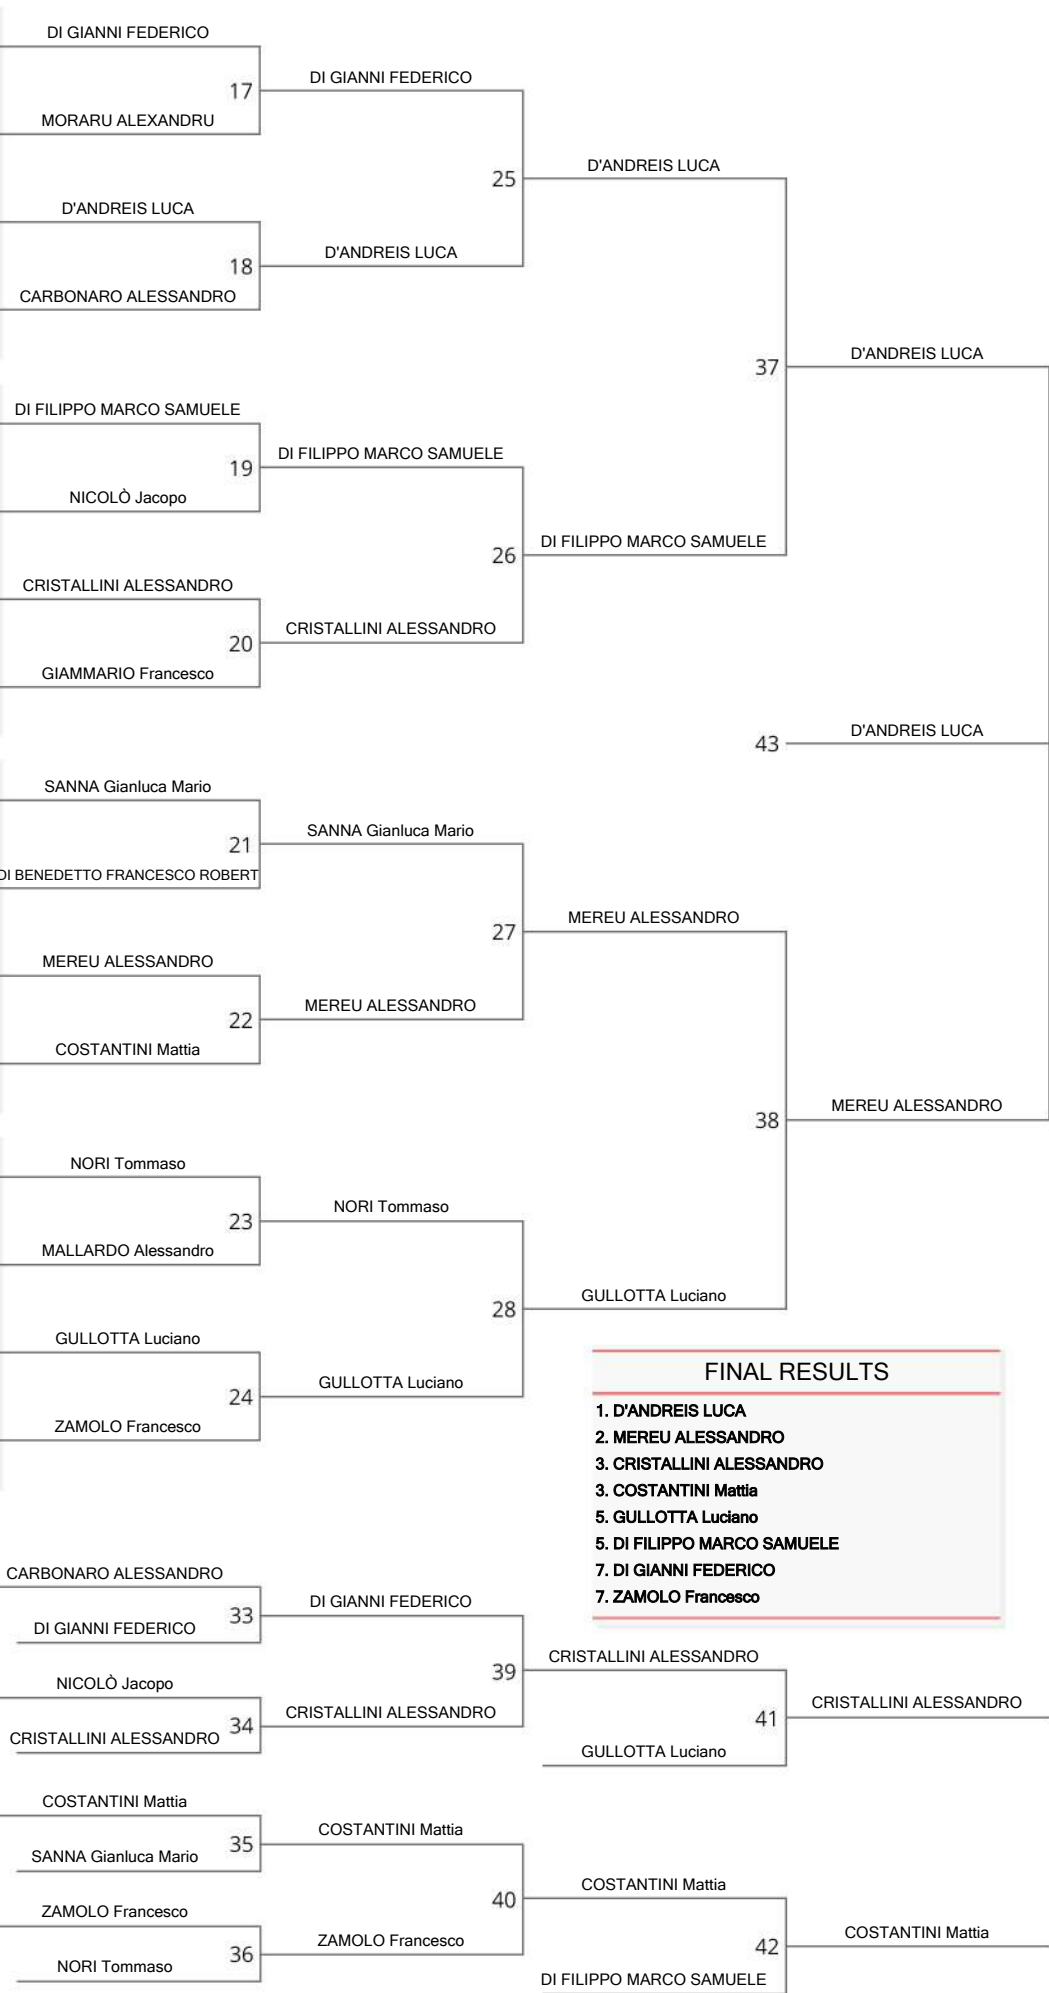 DI GIANNI FEDERICO
17
DI GIANNI FEDERICO
MORARU ALEXANDRU
25
D'ANDREIS LUCA
D'ANDREIS LUCA
18
D'ANDREIS LUCA
CARBONARO ALESSANDRO
37
D'ANDREIS LUCA
DI FILIPPO MARCO SAMUELE
19
DI FILIPPO MARCO SAMUELE
NICOLÒ Jacopo
26
DI FILIPPO MARCO SAMUELE
CRISTALLINI ALESSANDRO
20
CRISTALLINI ALESSANDRO
GIAMMARIO Francesco
43
D'ANDREIS LUCA
SANNA Gianluca Mario
21
SANNA Gianluca Mario
DI BENEDETTO FRANCESCO ROBERT
27
MEREU ALESSANDRO
MEREU ALESSANDRO
22
MEREU ALESSANDRO
COSTANTINI Mattia
38
MEREU ALESSANDRO
NORI Tommaso
23
NORI Tommaso
MALLARDO Alessandro
28
GULLOTTA Luciano
GULLOTTA Luciano
24
GULLOTTA Luciano
ZAMOLO Francesco
FINAL RESULTS
1. D'ANDREIS LUCA
2. MEREU ALESSANDRO
3. CRISTALLINI ALESSANDRO
3. COSTANTINI Mattia
5. GULLOTTA Luciano
5. DI FILIPPO MARCO SAMUELE
7. DI GIANNI FEDERICO
7. ZAMOLO Francesco
CARBONARO ALESSANDRO
33
DI GIANNI FEDERICO
DI GIANNI FEDERICO
39
CRISTALLINI ALESSANDRO
NICOLÒ Jacopo
34
CRISTALLINI ALESSANDRO
CRISTALLINI ALESSANDRO
41
CRISTALLINI ALESSANDRO
GULLOTTA Luciano
COSTANTINI Mattia
35
COSTANTINI Mattia
SANNA Gianluca Mario
40
COSTANTINI Mattia
ZAMOLO Francesco
36
ZAMOLO Francesco
NORI Tommaso
42
COSTANTINI Mattia
DI FILIPPO MARCO SAMUELE